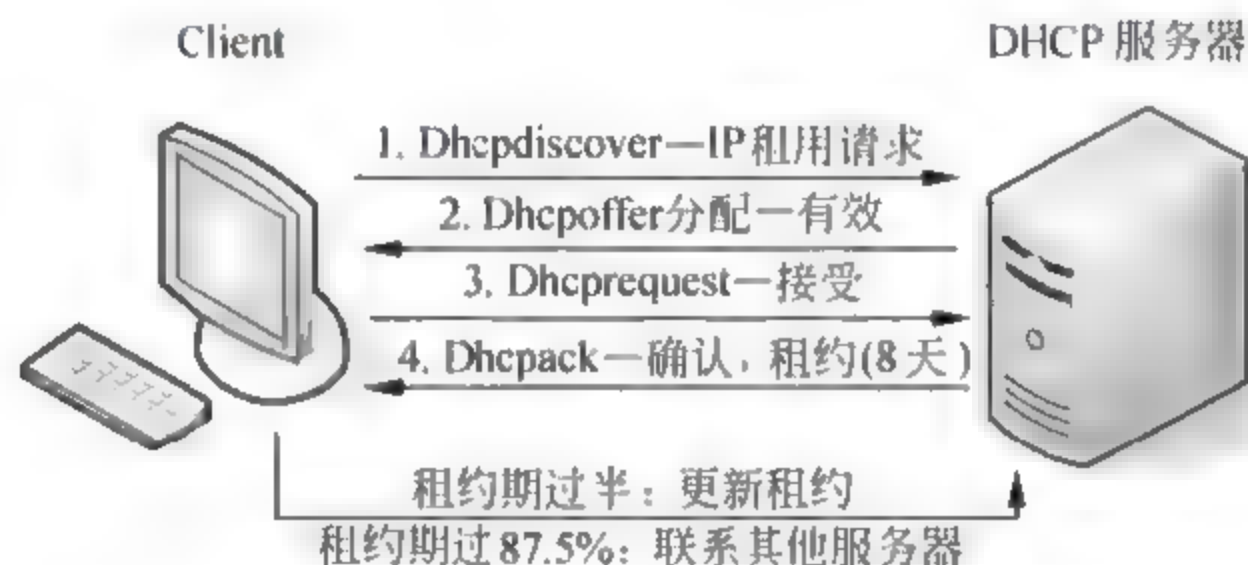 Client
DHCP 服务器
1. Dhcpdiscover—IP租用请求
2. Dhcpoffer分配—有效
3. Dhcprequest—接受
4. Dhcpack—确认，租约(8天)
租约期过半：更新租约
租约期过87.5%：联系其他服务器